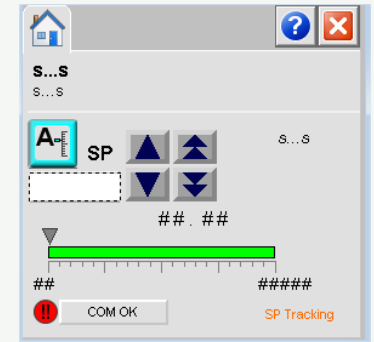 ?
S...S
S...S
A
SP
S...S
##.##
##
#####
!!
COM OK
SP Tracking